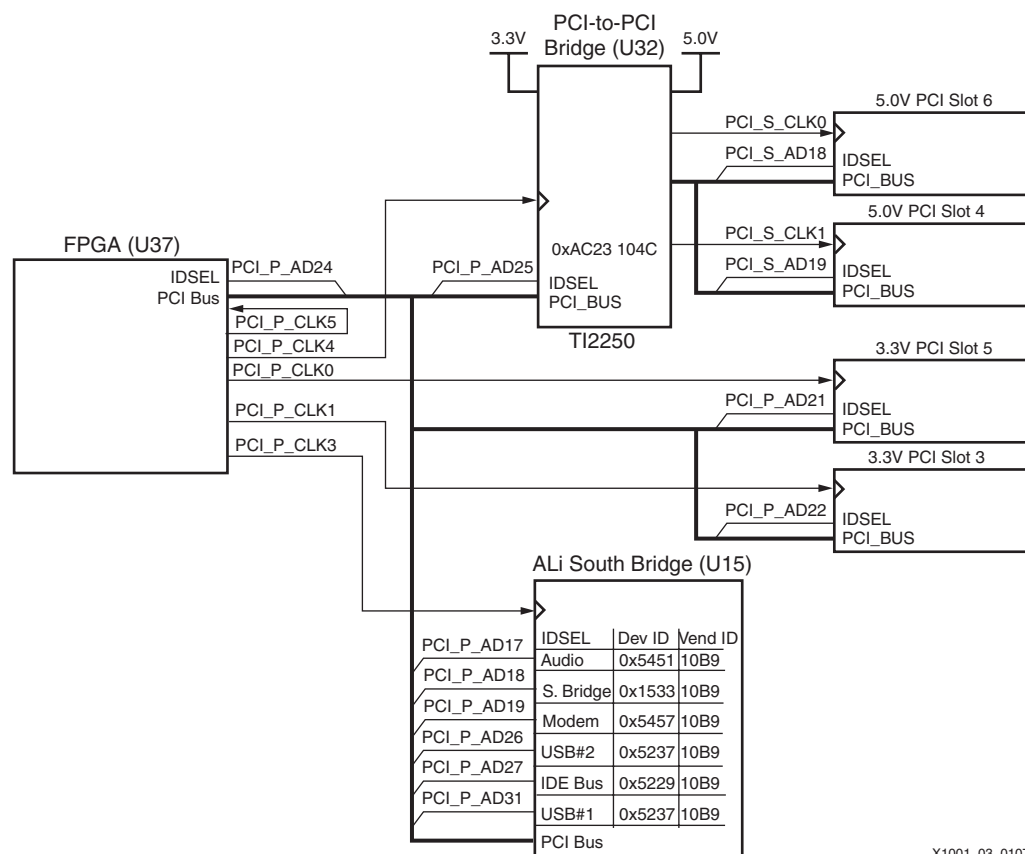 PCI-to-PCI
Bridge (U32)
3.3V
5.0V
5.0V PCI Slot 6
PCI_S_CLK0
PCI_S_AD18
IDSEL
PCI_BUS
5.0V PCI Slot 4
PCI_S_CLK1
PCI_S_AD19
IDSEL
PCI_BUS
0xAC23 104C
IDSEL
PCI_BUS
TI2250
FPGA (U37)
IDSEL
PCI Bus
PCI_P_AD24
PCI_P_AD25
PCI_P_CLK5
PCI_P_CLK4
PCI_P_CLK0
PCI_P_CLK1
PCI_P_CLK3
3.3V PCI Slot 5
PCI_P_AD21
IDSEL
PCI_BUS
3.3V PCI Slot 3
PCI_P_AD22
IDSEL
PCI_BUS
ALi South Bridge (U15)
IDSEL Dev ID Vend ID
PCI_P_AD17 Audio 0x5451 10B9
PCI_P_AD18 S. Bridge 0x1533 10B9
PCI_P_AD19 Modem 0x5457 10B9
PCI_P_AD26 USB#2 0x5237 10B9
PCI_P_AD27 IDE Bus 0x5229 10B9
PCI_P_AD31 USB#1 0x5237 10B9
PCI Bus